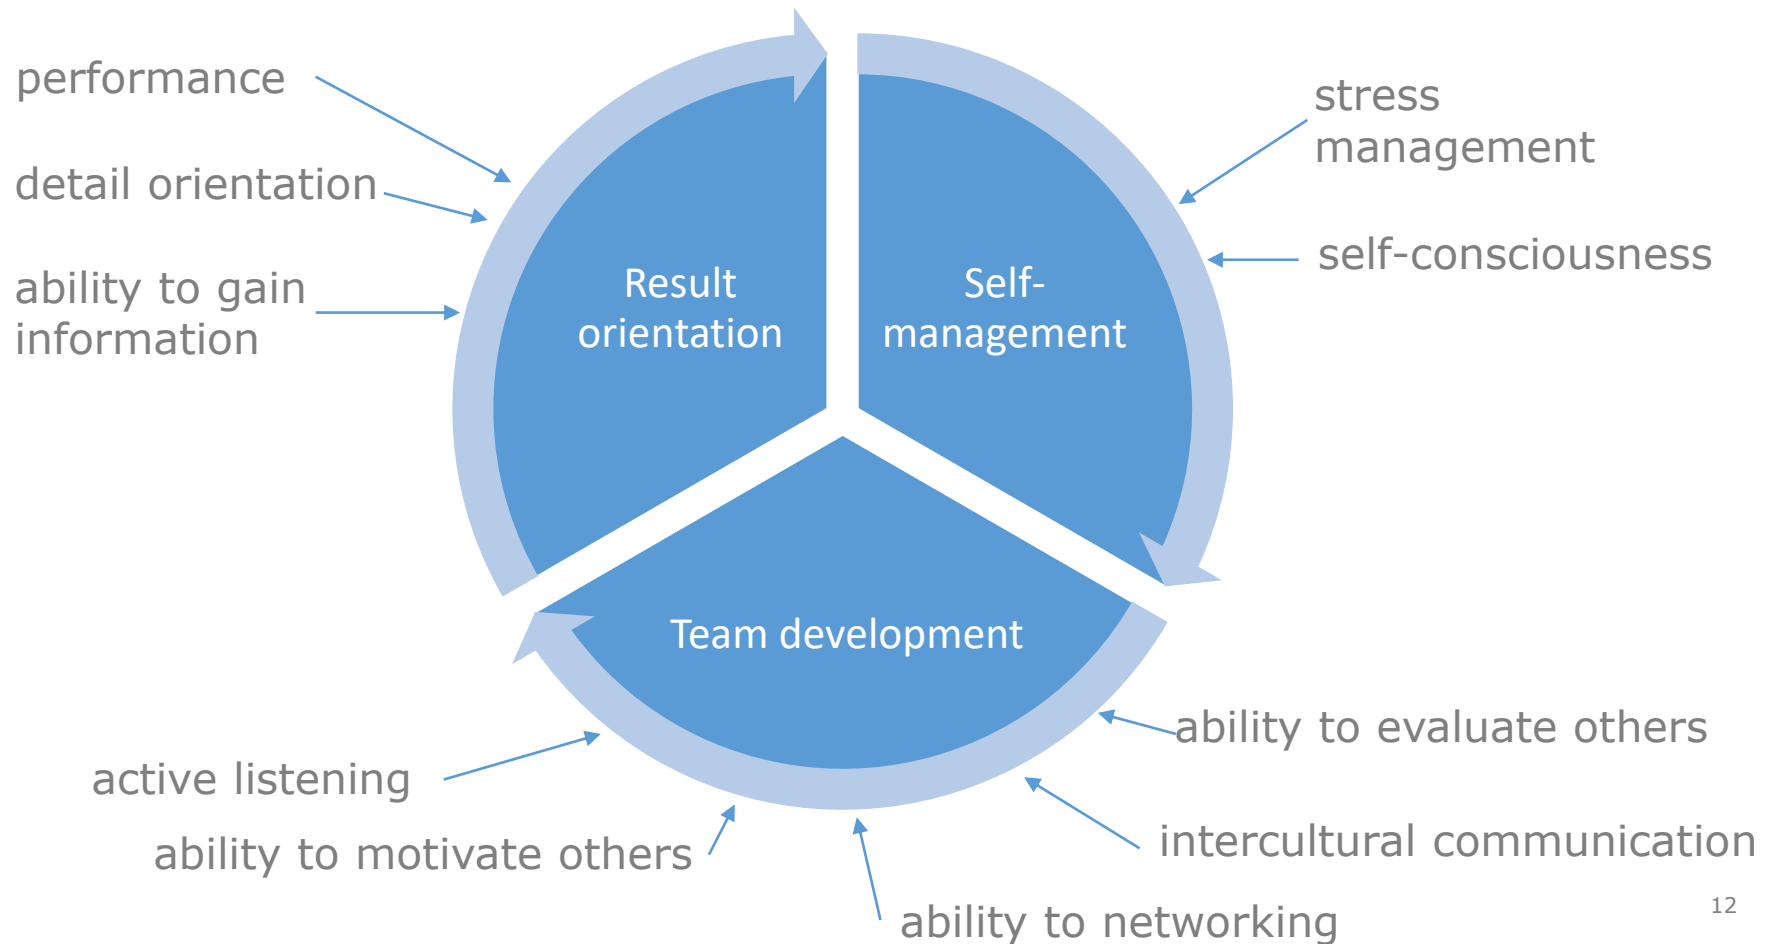 performance
detail orientation
ability to gain
information
Result
orientation
Self-
management
stress
management
self-consciousness
Team development
active listening
ability to motivate others
ability to networking
ability to evaluate others
intercultural communication
12